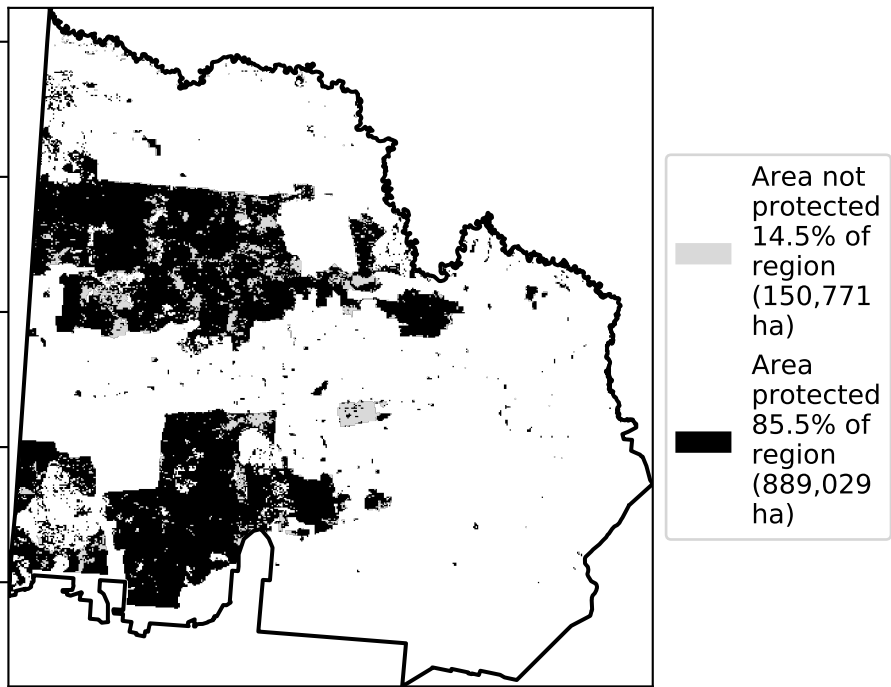 Area not
protected
14.5% of
region
(150,771
ha)
Area
protected
85.5% of
region
(889,029
ha)